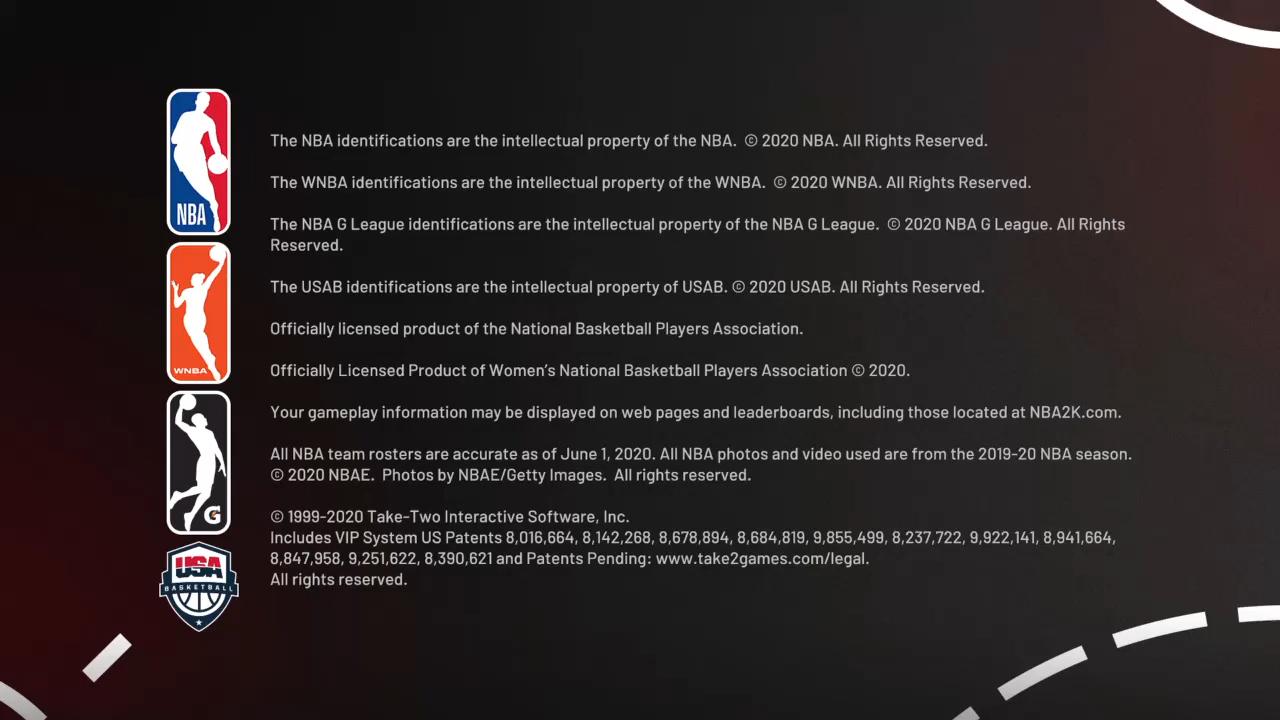 The NBA identifications are the intellectual property of the NBA.  © 2020 NBA. All Rights Reserved.
The WNBA identifications are the intellectual property of the WNBA.  © 2020 WNBA. All Rights Reserved.
The NBA G League identifications are the intellectual property of the NBA G League.  © 2020 NBA G League. All Rights
Reserved.
The USAB identifications are the intellectual property of USAB. © 2020 USAB. All Rights Reserved.
Officially licensed product of the National Basketball Players Association.
Officially Licensed Product of Women's National Basketball Players Association © 2020.
Your gameplay information may be displayed on web pages and leaderboards, including those located at NBA2K.com.
All NBA team rosters are accurate as of June 1, 2020. All NBA photos and video used are from the 2019-20 NBA season.
© 2020 NBAE.  Photos by NBAE/Getty Images.  All rights reserved.
© 1999-2020 Take-Two Interactive Software, Inc.
Includes VIP System US Patents 8,016,664, 8,142,268, 8,678,894, 8,684,819, 9,855,499, 8,237,722, 9,922,141, 8,941,664,
8,847,958, 9,251,622, 8,390,621 and Patents Pending: www.take2games.com/legal.
All rights reserved.
NBA
WNBA
G
USA
BASKETBALL